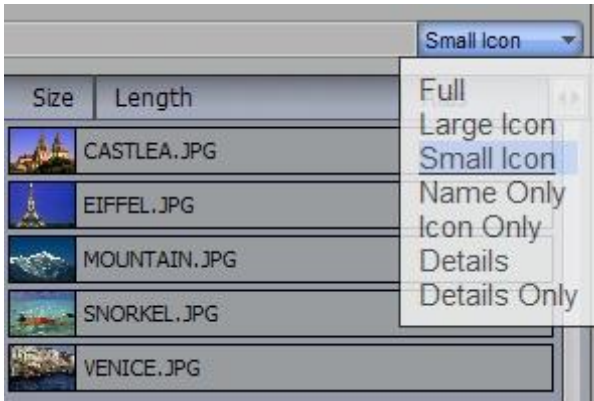 Small Icon
Size Length
Full
Large Icon
Small Icon
Name Only
Icon Only
Details
Details Only
CASTLEA.JPG
EIFFEL.JPG
MOUNTAIN.JPG
SNORKEL.JPG
VENICE.JPG